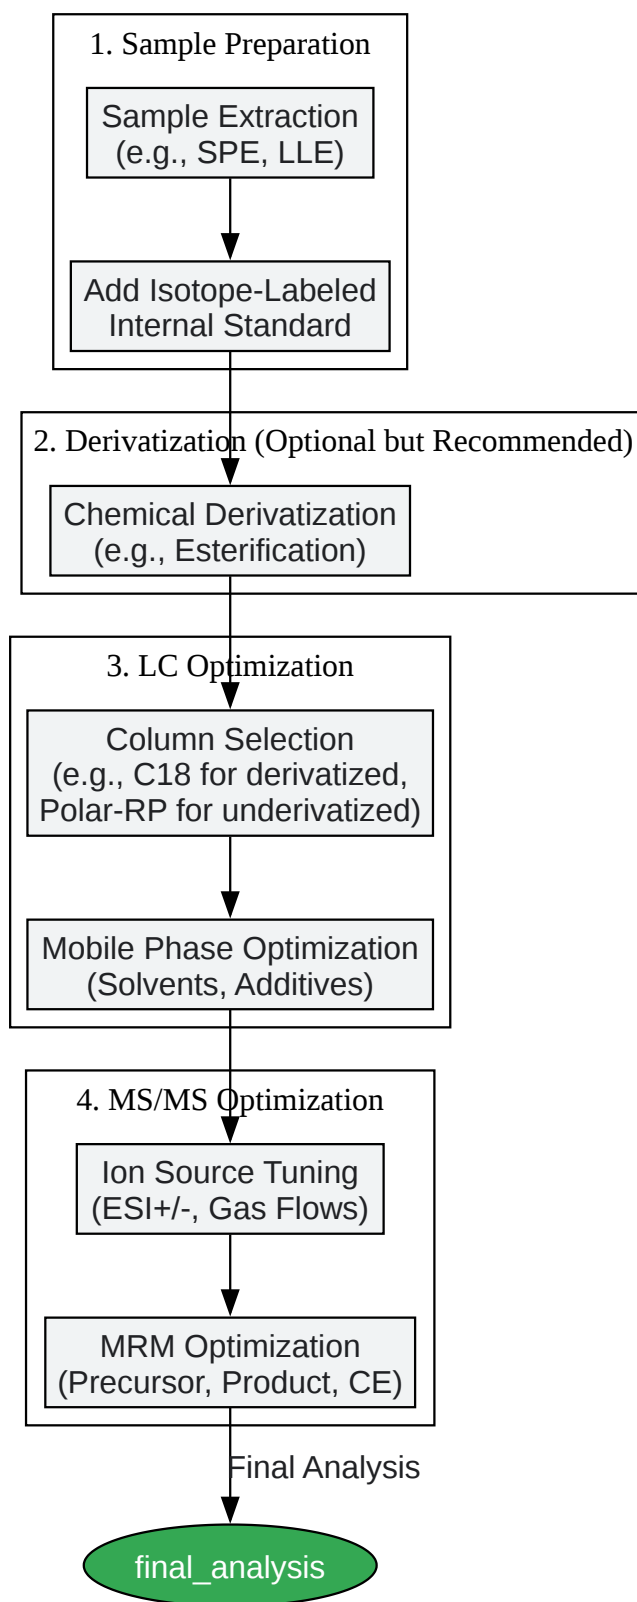 1. Sample Preparation
Sample Extraction
(e.g., SPE, LLE)
Add Isotope-Labeled
Internal Standard
2. Derivatization (Optional but Recommended)
Chemical Derivatization
(e.g., Esterification)
3. LC Optimization
Column Selection
(e.g., C18 for derivatized,
Polar-RP for underivatized)
Mobile Phase Optimization
(Solvents, Additives)
4. MS/MS Optimization
Ion Source Tuning
(ESI+/-, Gas Flows)
MRM Optimization
(Precursor, Product, CE)
Final Analysis
final_analysis